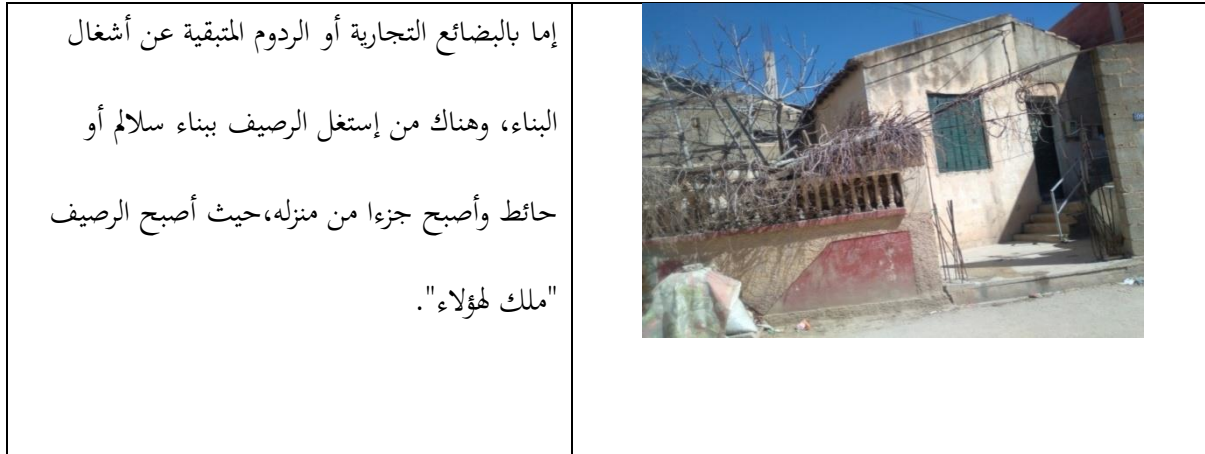 إما بالبضائع التجارية أو الردوم المتبقية عن أشغال
البناء، وهناك من إستغل الرصيف ببناء سلالم أو
حائط وأصبح جزءا من منزله،حيث أصبح الرصيف
"ملك لهؤلاء".